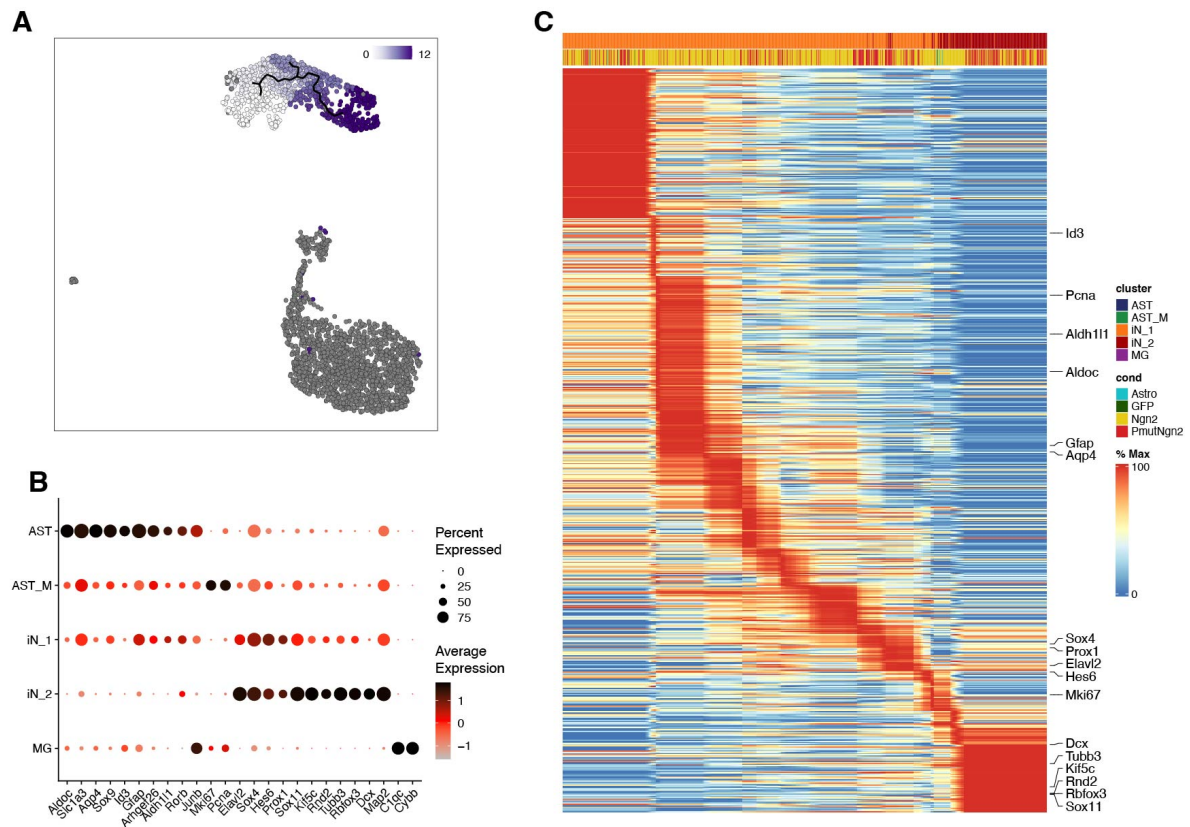 A
0
12
B
AST
AST_M
iN_1
iN_2
MG
Aldoc
Slc1a3
Aqp4
Sox9
Id3
Gfap
Arhgef26
Aldh1l1
Rorb
Junb
Mki67
Pcna
Elavl2
Sox4
Hes6
Prox1
Sox11
Kif5c
Rnd2
Tubb3
Rbfox3
Dcx
Map2
C1qc
Cybb
Percent
Expressed
0
25
50
75
Average
Expression
1
0
−1
C
Id3
Pcna
Aldh1l1
Aldoc
Gfap
Aqp4
Sox4
Prox1
Elavl2
Hes6
Mki67
Dcx
Tubb3
Kif5c
Rnd2
Rbfox3
Sox11
cluster
AST
AST_M
iN_1
iN_2
MG
cond
Astro
GFP
Ngn2
PmutNgn2
% Max
100
0